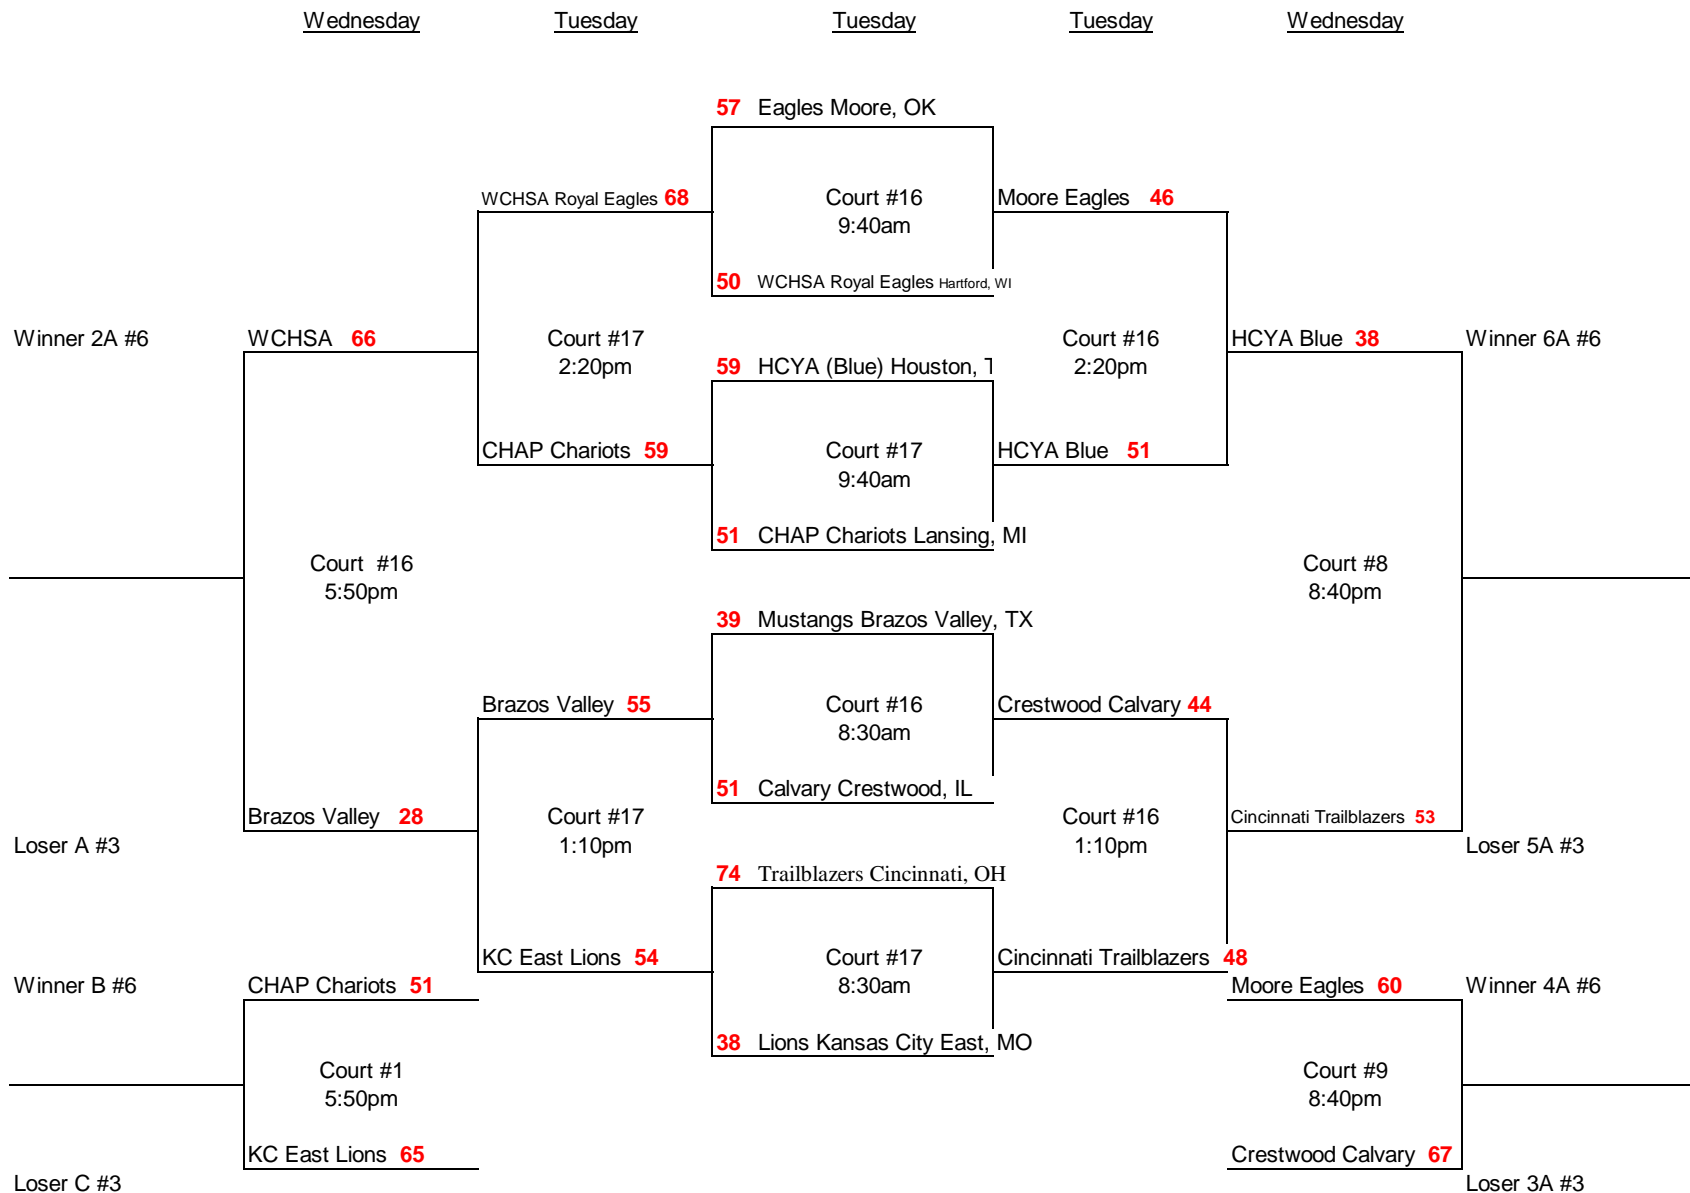 Wednesday Tuesday Tuesday Tuesday Wednesday
57 Eagles Moore, OK
WCHSA Royal Eagles 68 Court #16 Moore Eagles 46
9:40am
50 WCHSA Royal Eagles Hartford, WI
Winner 2A #6 WCHSA 66 Court #17 Court #16 HCYA Blue 38 Winner 6A #6
2:20pm 59 HCYA (Blue) Houston, T 2:20pm
CHAP Chariots 59 Court #17 HCYA Blue 51
9:40am
51 CHAP Chariots Lansing, MI
Court #16 Court #8
5:50pm 8:40pm
39 Mustangs Brazos Valley, TX
Brazos Valley 55 Court #16 Crestwood Calvary 44
8:30am
51 Calvary Crestwood, IL
Brazos Valley 28 Court #17 Court #16 Cincinnati Trailblazers 53
Loser A #3 1:10pm 1:10pm Loser 5A #3
74 Trailblazers Cincinnati, OH
KC East Lions 54 Court #17 Cincinnati Trailblazers 48
Winner B #6 CHAP Chariots 51 8:30am Moore Eagles 60 Winner 4A #6
38 Lions Kansas City East, MO
Court #1 Court #9
5:50pm 8:40pm
KC East Lions 65 Crestwood Calvary 67
Loser C #3 Loser 3A #3